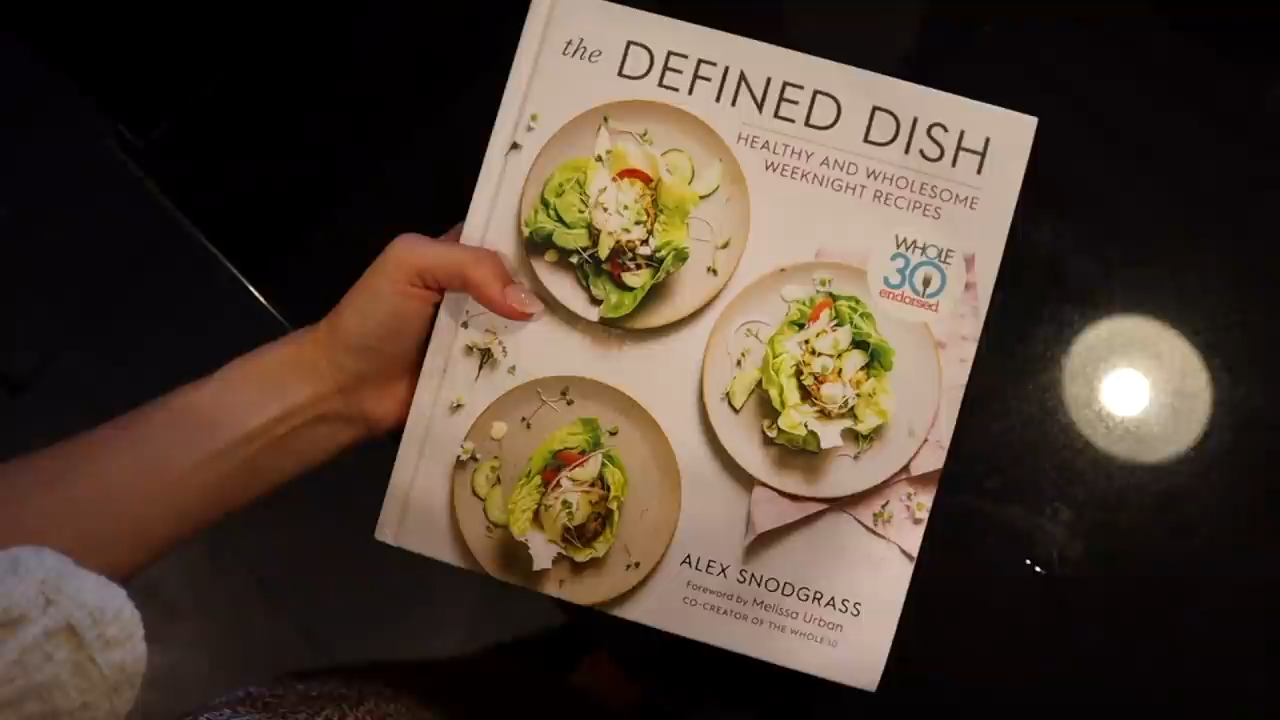 the DEFINED DISH
HEALTHY AND WHOLESOME
WEEKNIGHT RECIPES
WHOLE
30
endorsed
ALEX SNODGRASS
Foreword by Melissa Urban
CO-CREATOR OF THE WHOLE30